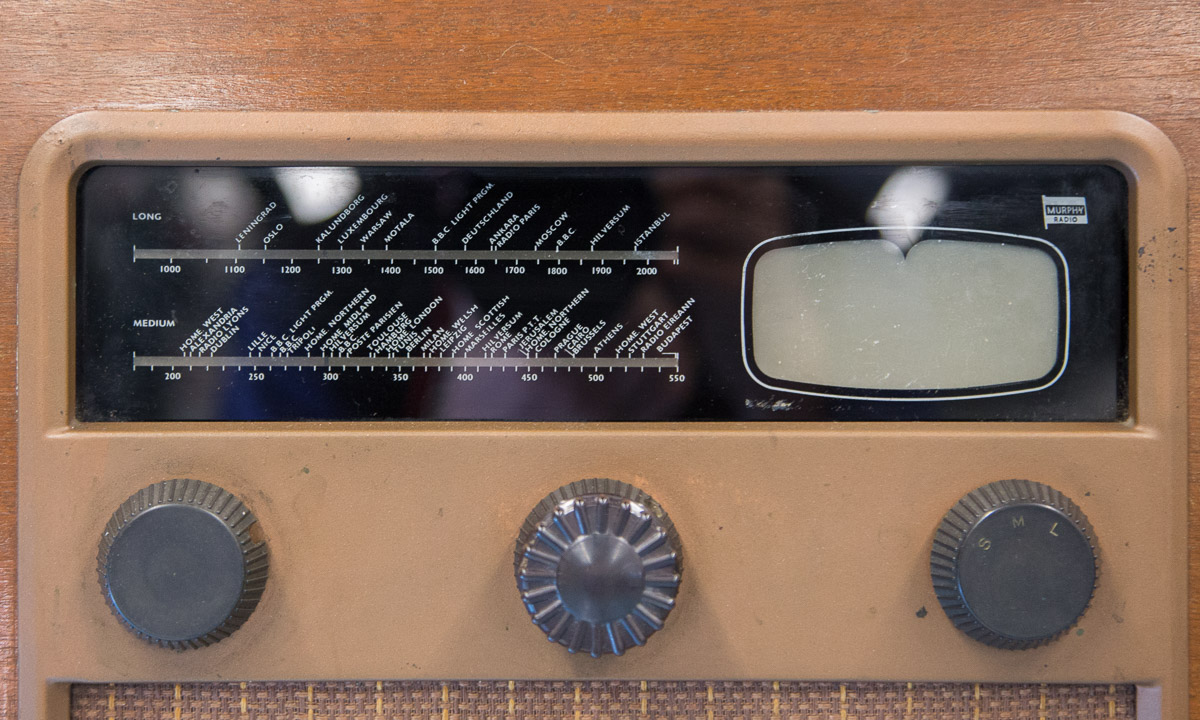 LONG
LENINGRAD
OSLO
KALUNDBORG
LUXEMBOURG
WARSAW
MOTALA
B.B.C LIGHT PRGM.
DEUTSCHLAND
ANKARA
RADIO PARIS
MOSCOW
B.B.C.
HILVERSUM
ISTANBUL
1000 1100 1200 1300 1400 1500 1600 1700 1800 1900 2000
MEDIUM
HOME WEST
ALEXANDRIA
RADIO LYONS
DUBLIN
LILLE
NICE
B.B.C LIGHT PRGM.
TRIPOLI
HOME NORTHERN
HOME MIDLAND
HILVERSUM
POSTE PARISIEN
TOULOUSE
HOME LONDON
BERLIN
MILAN
HOME WELSH
LEIPZIG
HOME SCOTTISH
MARSEILLES
HILVERSUM
ROME
PARIS P.T.T.
JERUSALEM
COLOGNE
PRAGUE
CAIRO
BRUSSELS
ATHENS
HOME WEST
STUTTGART
RADIO EIREANN
BUDAPEST
200 250 300 350 400 450 500 550
MURPHY
RADIO
S M L